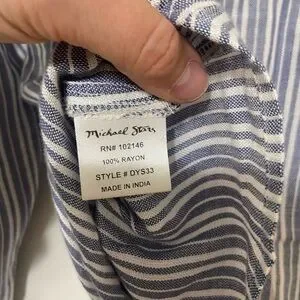 Michael Stars
RN# 102146
100% RAYON
STYLE # DYS33
MADE IN INDIA